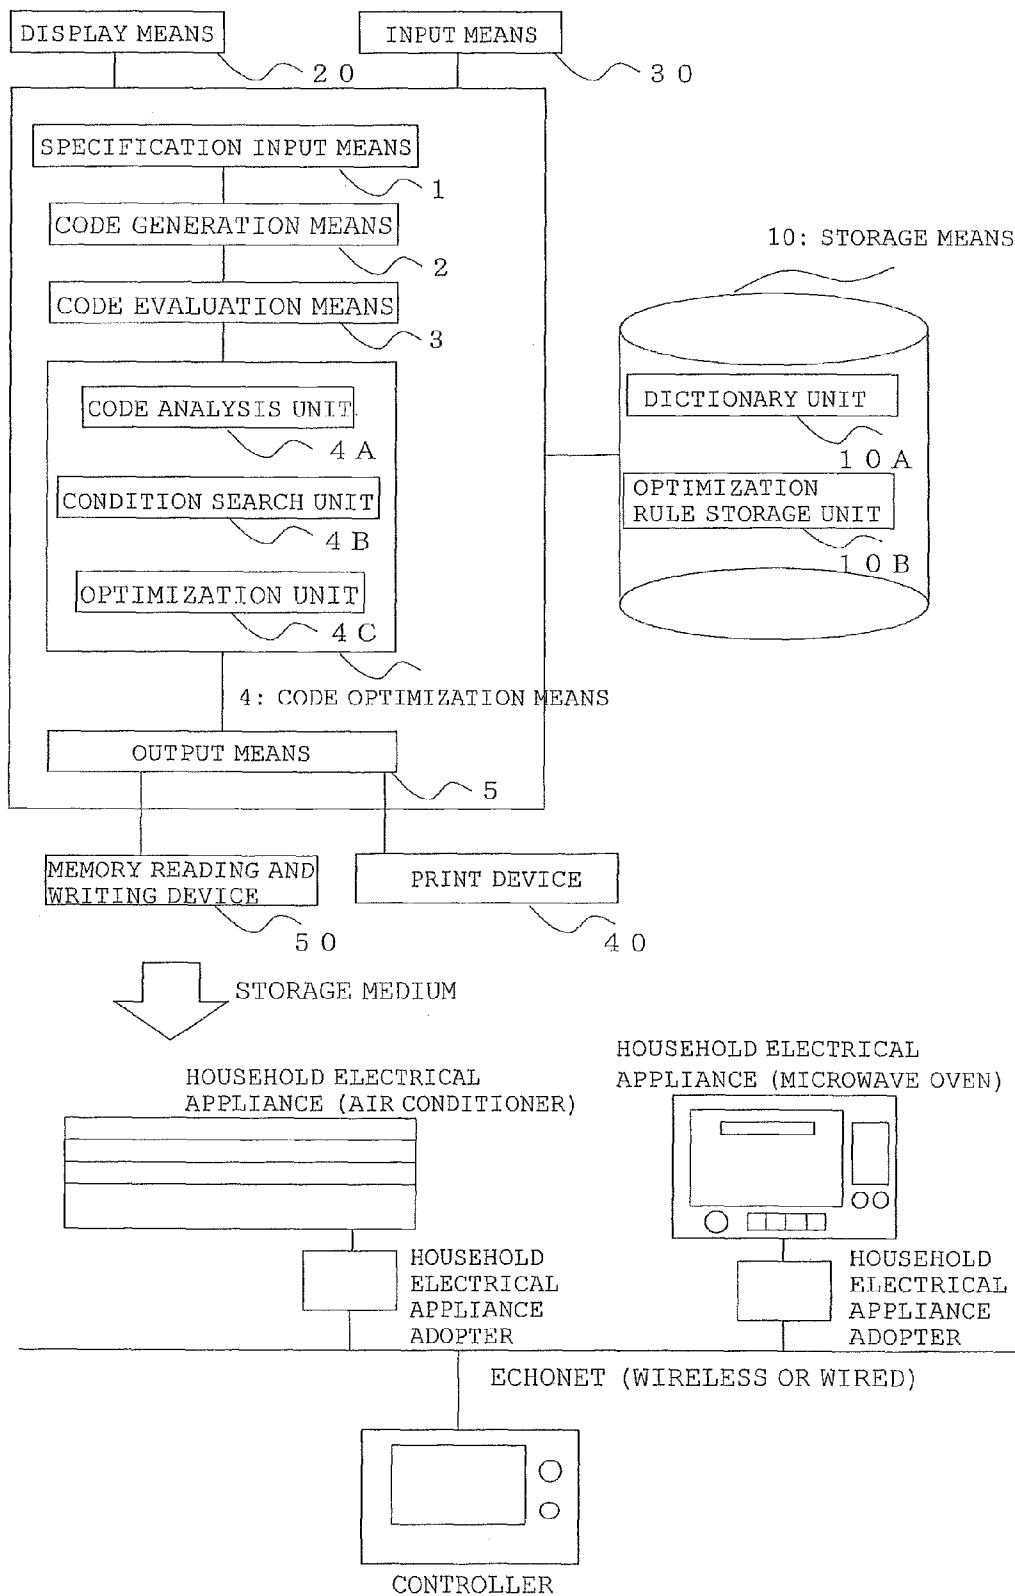 DISPLAY MEANS
INPUT MEANS
20
30
SPECIFICATION INPUT MEANS
1
CODE GENERATION MEANS
2
CODE EVALUATION MEANS
3
10: STORAGE MEANS
CODE ANALYSIS UNIT
4A
CONDITION SEARCH UNIT
4B
OPTIMIZATION UNIT
4C
4: CODE OPTIMIZATION MEANS
DICTIONARY UNIT
10A
OPTIMIZATION
RULE STORAGE UNIT
10B
OUTPUT MEANS
5
MEMORY READING AND
WRITING DEVICE
50
PRINT DEVICE
40
STORAGE MEDIUM
HOUSEHOLD ELECTRICAL
APPLIANCE (AIR CONDITIONER)
HOUSEHOLD ELECTRICAL
APPLIANCE (MICROWAVE OVEN)
HOUSEHOLD
ELECTRICAL
APPLIANCE
ADOPTER
HOUSEHOLD
ELECTRICAL
APPLIANCE
ADOPTER
ECHONET (WIRELESS OR WIRED)
CONTROLLER